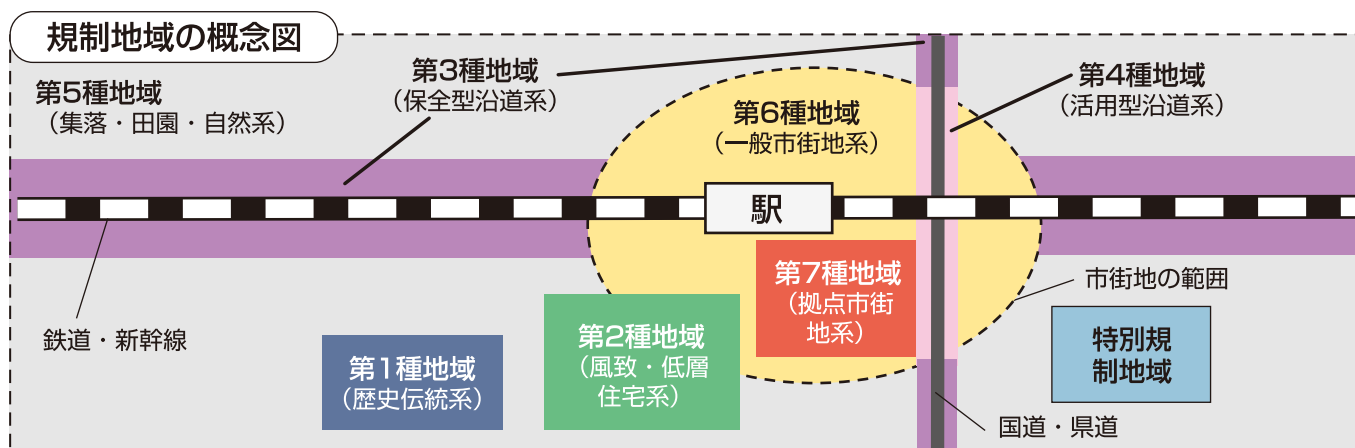 規制地域の概念図
第5種地域
（集落・田園・自然系）
第3種地域
（保全型沿道系）
第6種地域
（一般市街地系）
第4種地域
（活用型沿道系）
駅
第7種地域
（拠点市街
地系）
市街地の範囲
鉄道・新幹線
第1種地域
（歴史伝統系）
第2種地域
（風致・低層
住宅系）
特別規
制地域
国道・県道